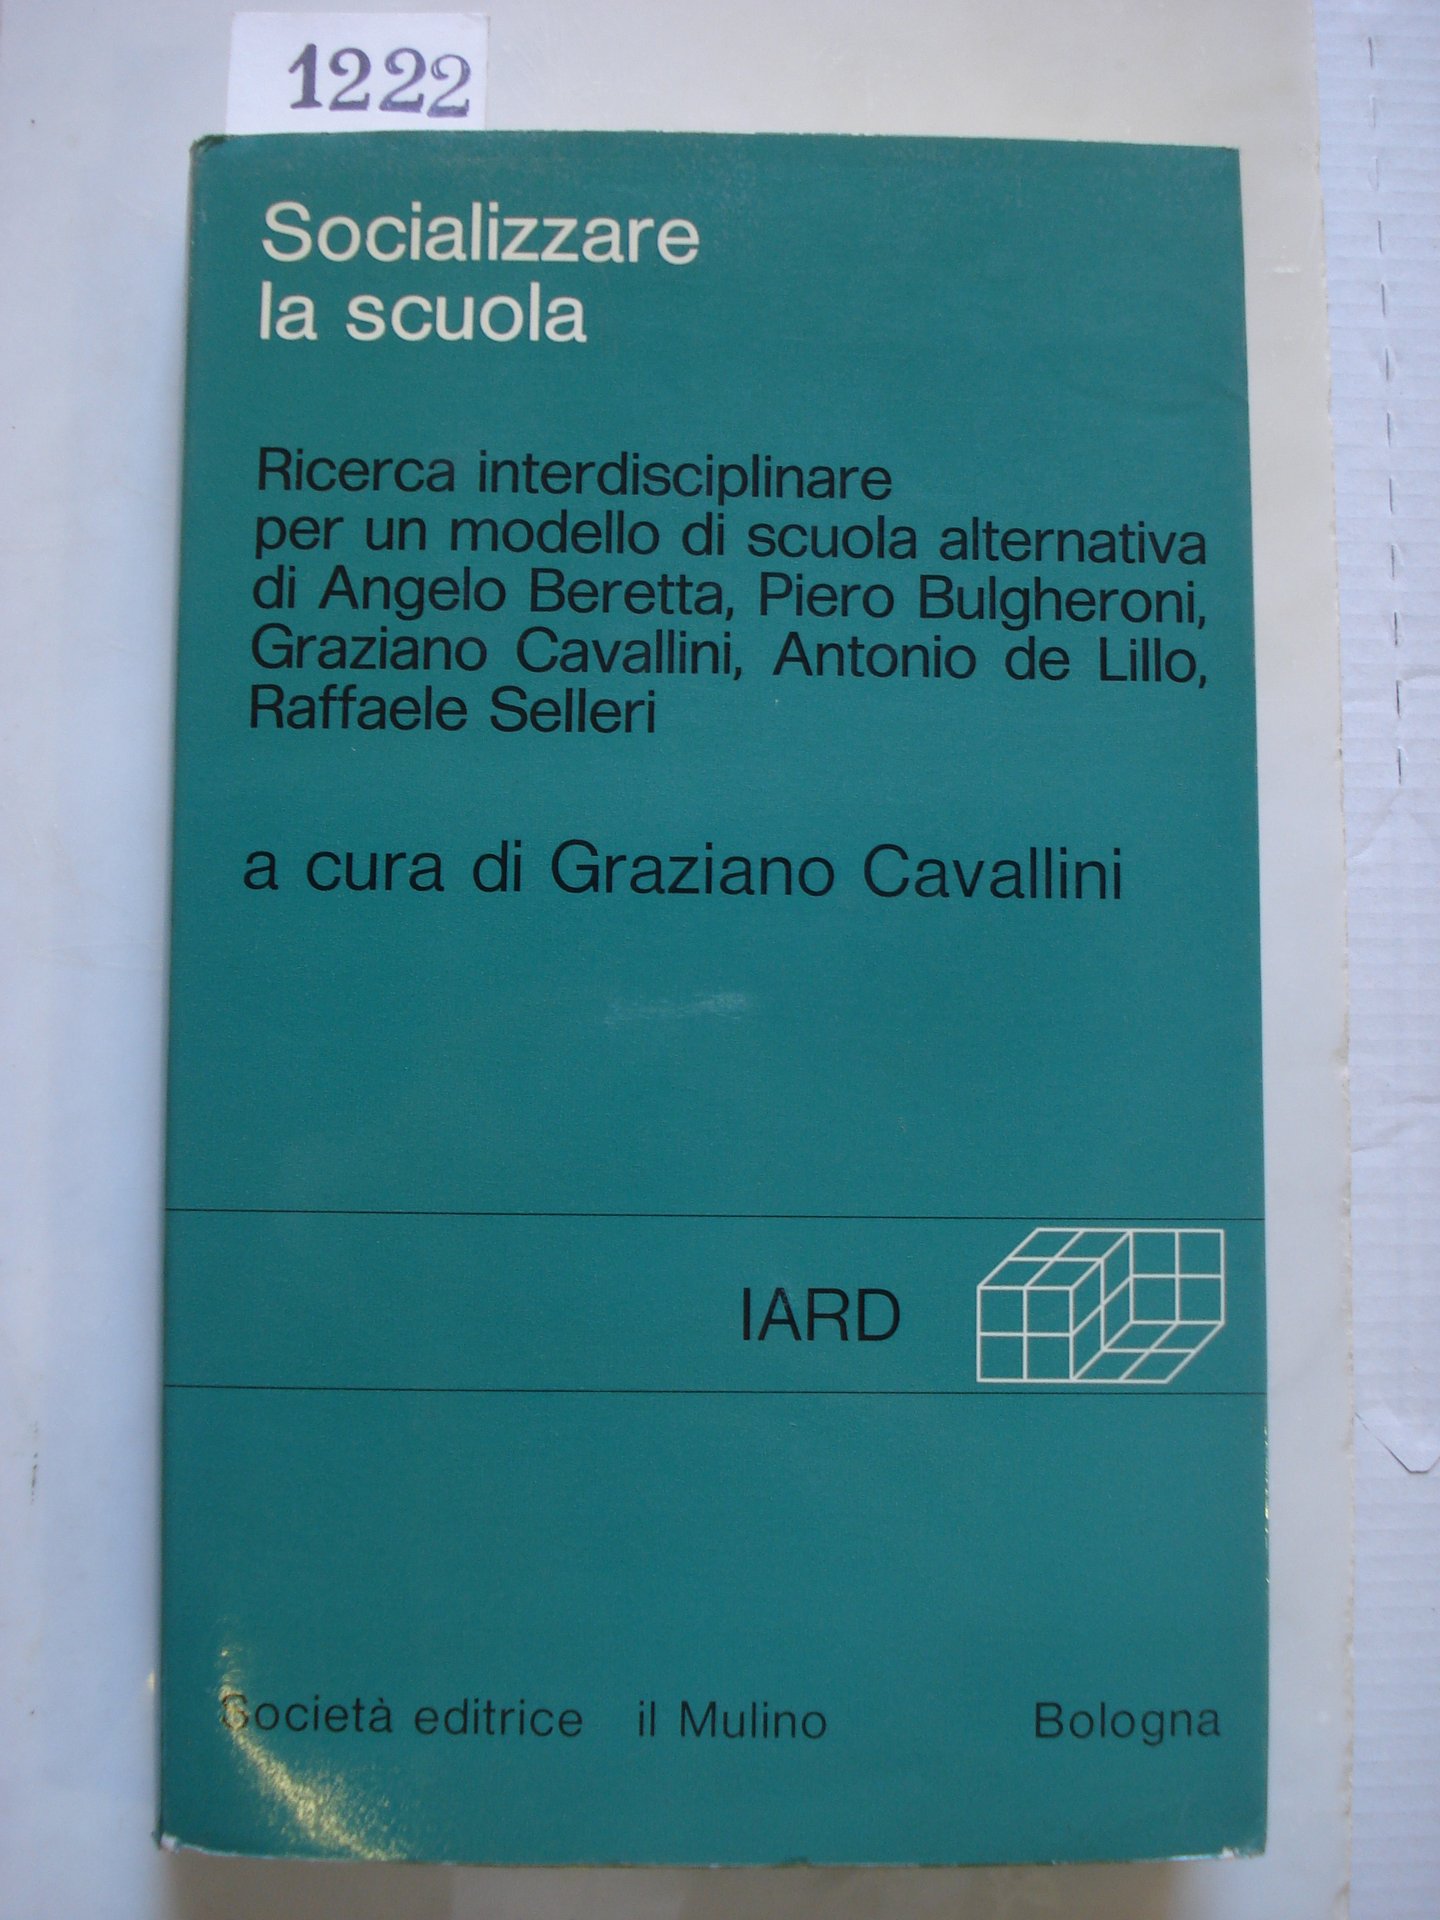 1222
Socializzare
la scuola
Ricerca interdisciplinare
per un modello di scuola alternativa
di Angelo Beretta, Piero Bulgheroni,
Graziano Cavallini, Antonio de Lillo,
Raffaele Selleri
a cura di Graziano Cavallini
IARD
Società editrice il Mulino Bologna